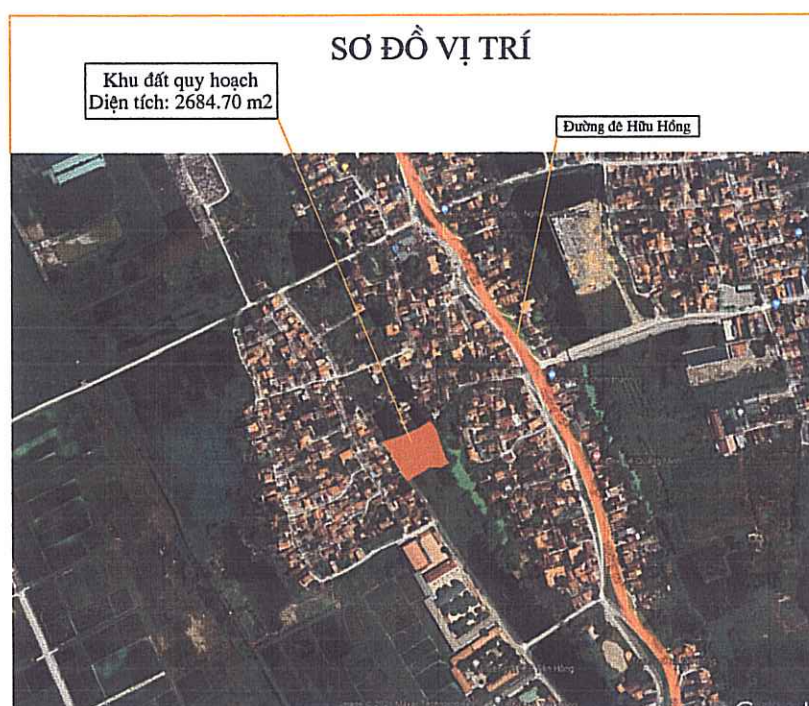 SƠ ĐỒ VỊ TRÍ
Khu đất quy hoạch
Diện tích: 2684.70 m2
Đường đê Hữu Hồng